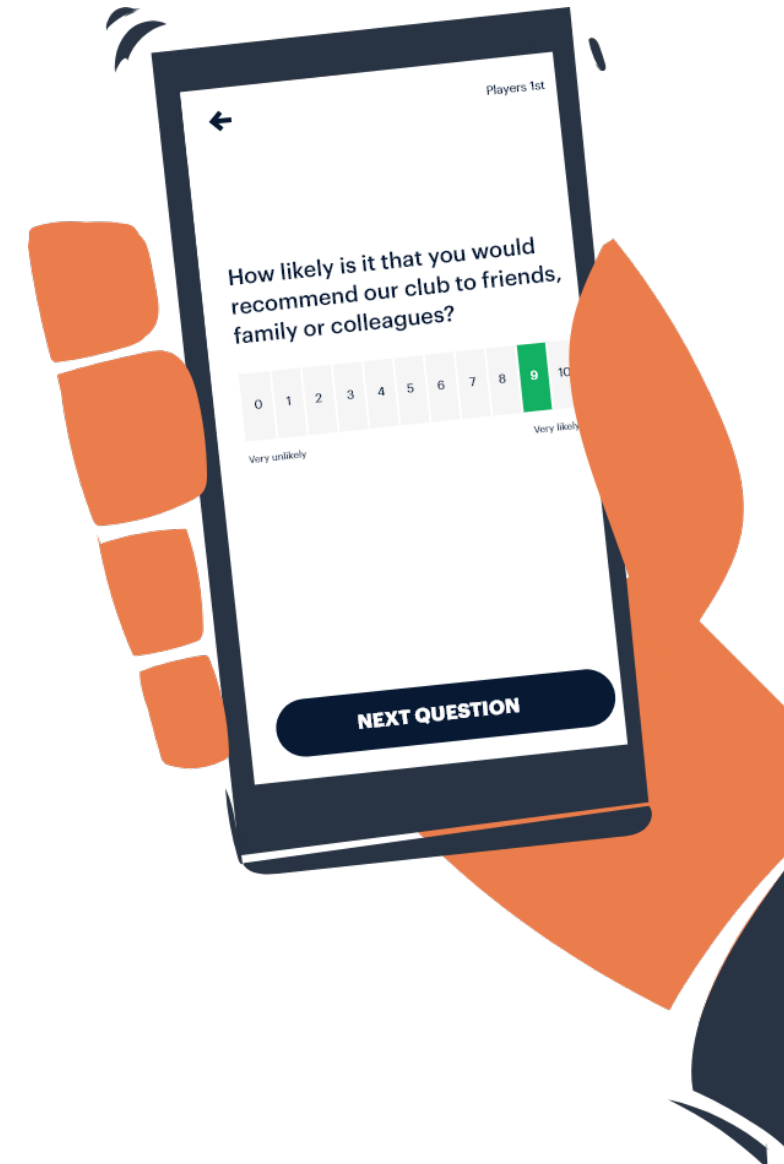 Players 1st
How likely is it that you would
recommend our club to friends,
family or colleagues?
0 1 2 3 4 5 6 7 8 9 10
Very unlikely Very likely
NEXT QUESTION